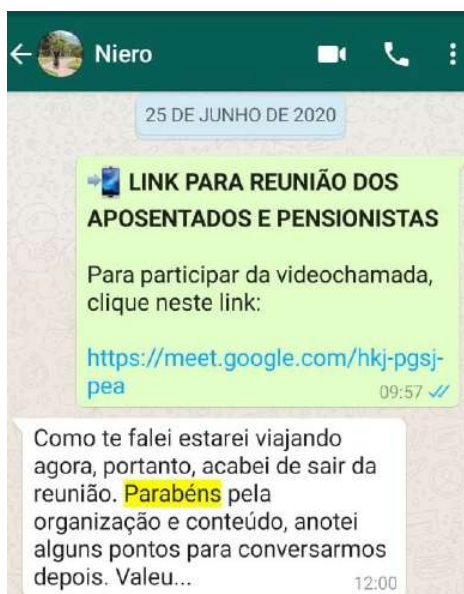 Niero
25 DE JUNHO DE 2020
LINK PARA REUNIÃO DOS
APOSENTADOS E PENSIONISTAS
Para participar da videochamada,
clique neste link:
https://meet.google.com/hkj-pgsj-
pea
09:57
Como te falei estarei viajando
agora, portanto, acabei de sair da
reunião. Parabéns pela
organização e conteúdo, anotei
alguns pontos para conversarmos
depois. Valeu...
12:00